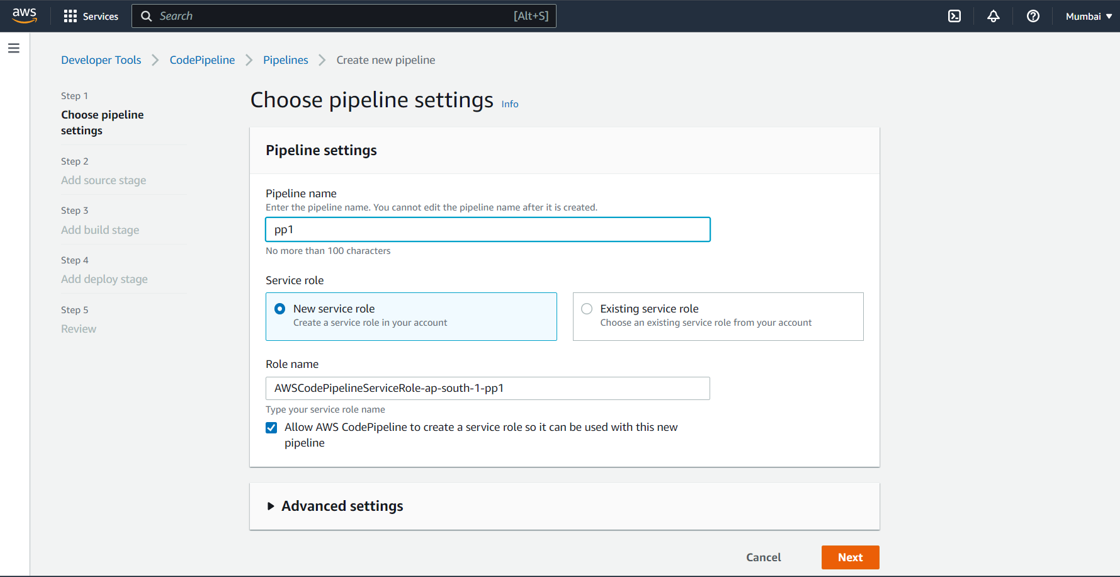 aws
Services
Search
[Alt+S]
Mumbai
Developer Tools
CodePipeline
Pipelines
Create new pipeline
Step 1
Choose pipeline
settings
Step 2
Add source stage
Step 3
Add build stage
Step 4
Add deploy stage
Step 5
Review
Choose pipeline settings
Info
Pipeline settings
Pipeline name
Enter the pipeline name. You cannot edit the pipeline name after it is created.
pp1
No more than 100 characters
Service role
New service role
Create a service role in your account
Existing service role
Choose an existing service role from your account
Role name
AWSCodePipelineServiceRole-ap-south-1-pp1
Type your service role name
Allow AWS CodePipeline to create a service role so it can be used with this new
pipeline
Advanced settings
Cancel
Next